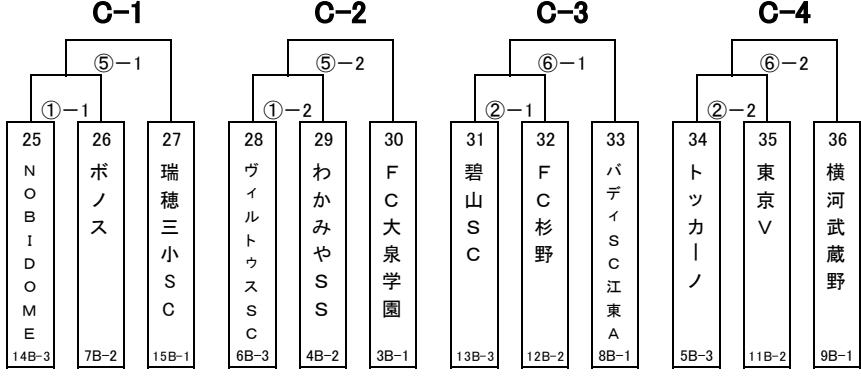 C-1
C-2
C-3
C-4
⑤-1
⑤-2
⑥-1
⑥-2
①-1
①-2
②-1
②-2
25
26
27
28
29
30
31
32
33
34
35
36
NOBIDOME
ボノス
瑞穂三小SC
ヴィルトゥスSC
わかみやSS
FC大泉学園
碧山SC
FC杉野
バディSC江東A
トッカーノ
東京V
横河武蔵野
14B-3
7B-2
15B-1
6B-3
4B-2
3B-1
13B-3
12B-2
8B-1
5B-3
11B-2
9B-1